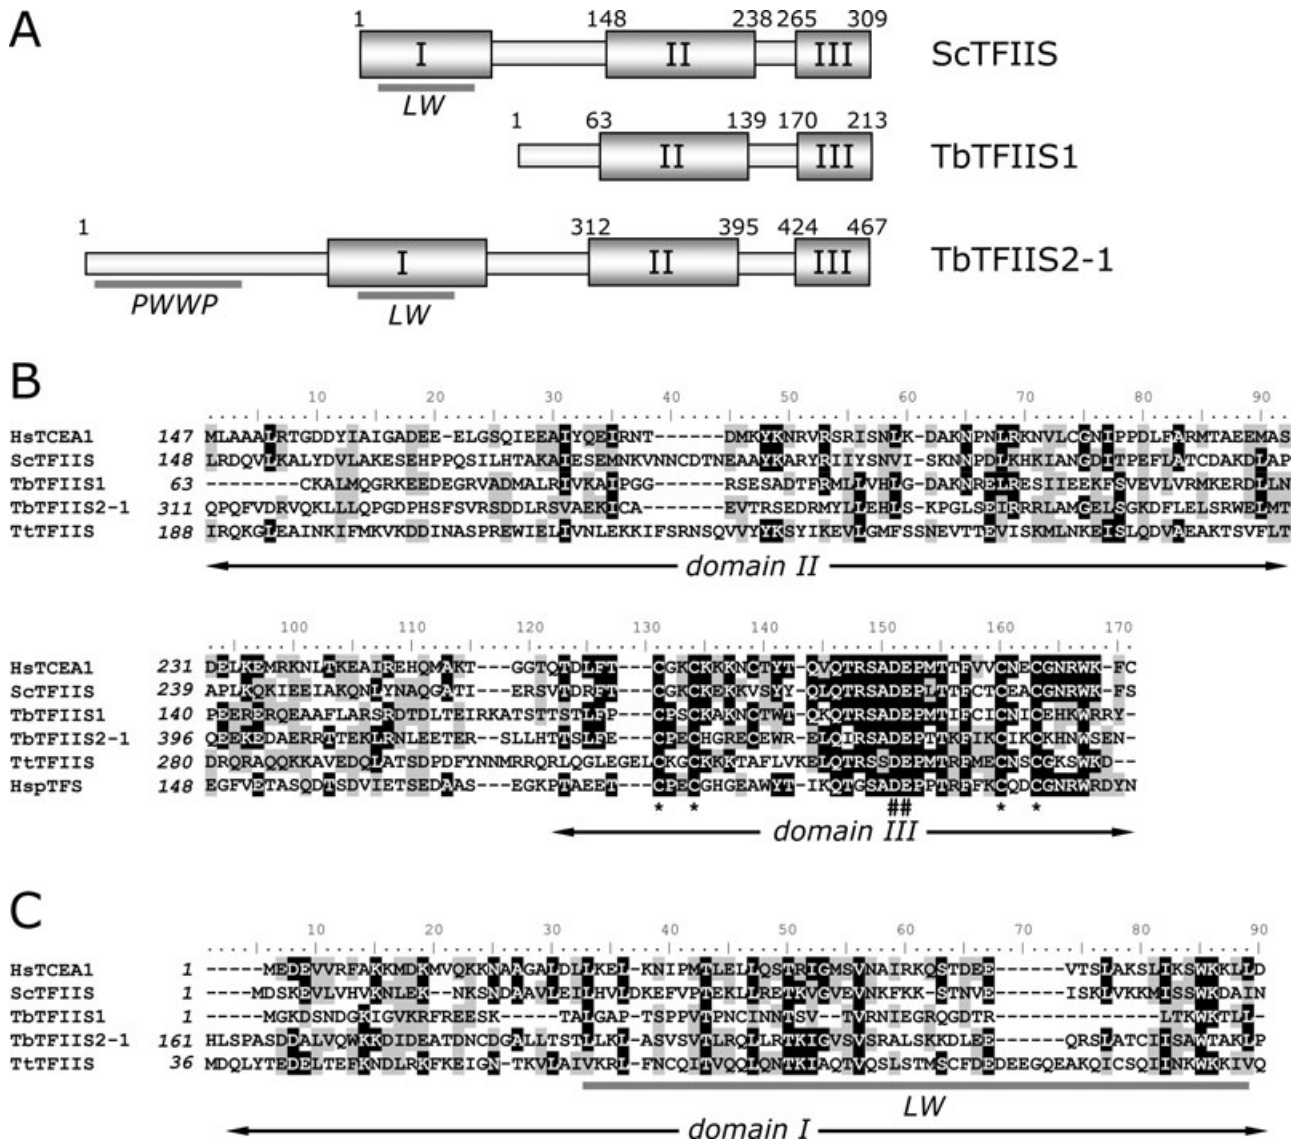 A
1 148 238 265 309
I II III ScTFIIS
LW
1 63 139 170 213
II III TbTFIIS1
1 312 395 424 467
I II III TbTFIIS2-1
PWWP LW
B
10 20 30 40 50 60 70 80 90
HsTCEA1 147 MLAAALRTGDDYIAIGADEE-ELGSQIEEAIYQEIRNT------DMKYKNRVRSRISNLK-DAKNPNLRKNVLCGNIPPDLFARMTAEEMAS
ScTFIIS 148 LRDQVLKALYDVLAKESEHPPQSILHTAKAIESEMNKVNNCDTNEAAYKARYRIIYSNVI-SKNNPDLKHKIANGDITPEFLATCDAKDLAP
TbTFIIS1 63 --------CKALMQGRKEEDEGRVADMALRIVKAIPGG------RSESADTFRMLLVHLG-DAKNRELRESIIEEKFSVEVLVRMKERDLLN
TbTFIIS2-1 311 QPQFVDRVQKLLLQPGDPHSFSVRSDDLRSVAEKICA-------EVTRSEDRMYLLEHLS-KPGLSEIRRRLAMGELSGKDFLELSRWELMT
TtTFIIS 188 IRQKGLEAINKIFMKVKDDINASPREWIELIVNLEKKIFSRNSQVVYYKSYIKEVLGMFSSNEVTTEVISKMLNKEISLQDVAEAKTSVFLT
domain II
100 110 120 130 140 150 160 170
HsTCEA1 231 DELKEMRKNLTKEAIREHQMAKT---GGTQTDLFT---CGKCKKKNCTYT-QVQTRSADEPMTTFVVCNECGNRWK-FC
ScTFIIS 239 APLKQKIEEIAKQNLYNAQGATI---ERSVTDRFT---CGKCKEKKVSYY-QLQTRSADEPLTTFCTCEACGNRWK-FS
TbTFIIS1 140 PEERERQEAAFLARSRDTDLTEIRKATSTTSTLFP---CPSCKAKNCTWT-QKQTRSADEPMTIFCICNICEHKWRRY-
TbTFIIS2-1 396 QEEKEDAERRTTEKLRNLEETER---SLLHTTSLFE--CPECHGRECEWR-ELQIRSADEPTTKFIKCIKCKHNWSEN-
TtTFIIS 280 DRQRAQQKKAVEDQLATSDPDFYNNMRRQRLQGLEGELCKGCKKKTAFLVKELQTRSSDEPMTRFMECNSCGKSWKD--
HspTFS 148 EGFVETASQDTSDVIETSEDAAS---EGKPTAEET---CPECGHGEAWYT-IKQTGSADEPPTRFFKCQDCGNRWRDYN
* * ## * *
domain III
C
10 20 30 40 50 60 70 80 90
HsTCEA1 1 -----MEDEVVRFAKKMDKMVQKKNAAGALDLLKEL-KNIPMTLELLQSTRIGMSVNAIRKQSTDEE------VTSLAKSLIKSWKKLLD
ScTFIIS 1 ----MDSKEVLVHVKNLEK--NKSNDAAVLEILHVLDKEFVPTEKLLRETKVGVEVNKFKK-STNVE------ISKLVKKMISSWKDAIN
TbTFIIS1 1 -----MGKDSNDGKIGVKRFREESK------TALGAP-TSPPVTPNCINNTSV--TVRNIEGRQGDTR------------LTKWKTLL-
TbTFIIS2-1 161 HLSPASDDALVQWKKDIDEATDNCDGALLTSTLLKL-ASVSVTLRQLLRTKIGVSVSRALSKKDLEE------QRSLATCIISAWTAKLP
TtTFIIS 36 MDQLYTEDELTEFKNDLRKFKEIGN-TKVLAIVKRL-FNCQITVQQLQNTKIAQTVQSLSTMSCFDEDEEGQEAKQICSQIINKWKKIVQ
LW
domain I